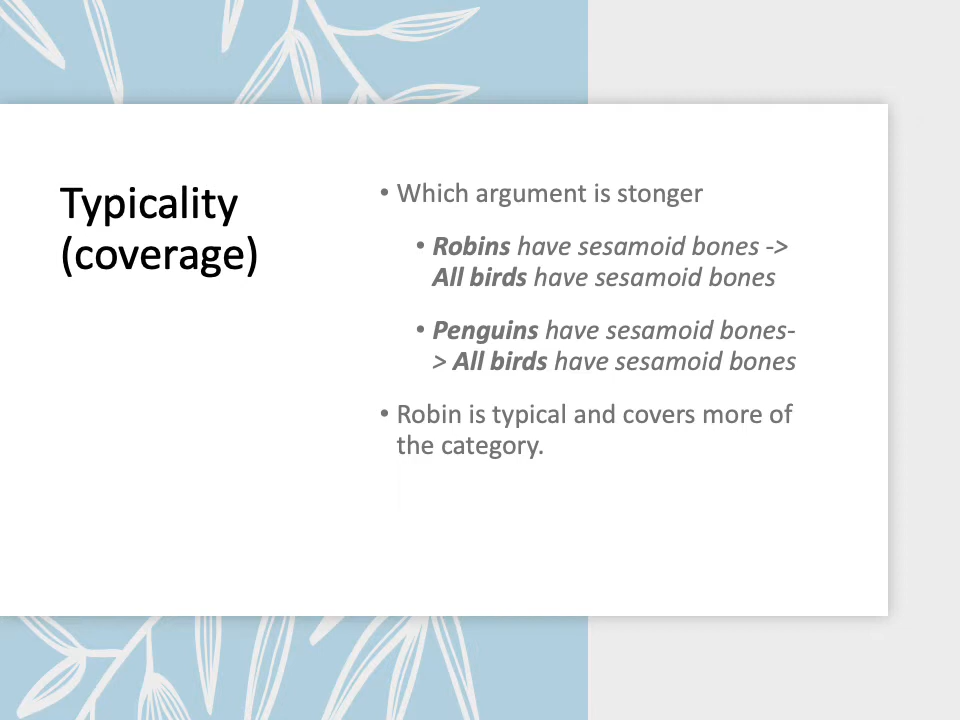 Typicality
(coverage)
• Which argument is stonger
• Robins have sesamoid bones ->
All birds have sesamoid bones
• Penguins have sesamoid bones-
> All birds have sesamoid bones
• Robin is typical and covers more of
the category.